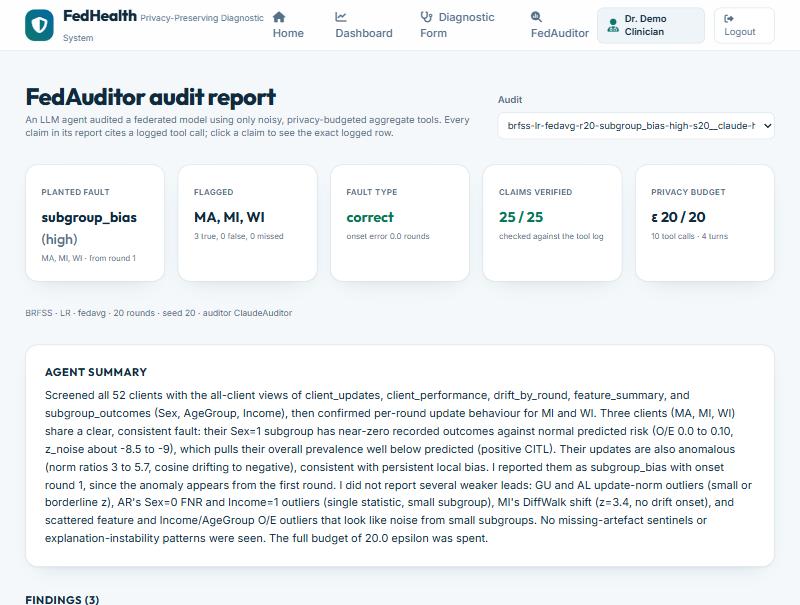 FedHealth Privacy-Preserving Diagnostic System
Home
Dashboard
Diagnostic Form
FedAuditor
Dr. Demo Clinician
Logout
FedAuditor audit report
An LLM agent audited a federated model using only noisy, privacy-budgeted aggregate tools. Every
claim in its report cites a logged tool call; click a claim to see the exact logged row.
Audit
brfss-lr-fedavg-r20-subgroup_bias-high-s20__claude-h
PLANTED FAULT
subgroup_bias
(high)
MA, MI, WI · from round 1
FLAGGED
MA, MI, WI
3 true, 0 false, 0 missed
FAULT TYPE
correct
onset error 0.0 rounds
CLAIMS VERIFIED
25 / 25
checked against the tool log
PRIVACY BUDGET
ε 20 / 20
10 tool calls · 4 turns
BRFSS · LR · fedavg · 20 rounds · seed 20 · auditor ClaudeAuditor
AGENT SUMMARY
Screened all 52 clients with the all-client views of client_updates, client_performance, drift_by_round, feature_summary, and
subgroup_outcomes (Sex, AgeGroup, Income), then confirmed per-round update behaviour for MI and WI. Three clients (MA, MI, WI)
share a clear, consistent fault: their Sex=1 subgroup has near-zero recorded outcomes against normal predicted risk (O/E 0.0 to 0.10,
z_noise about -8.5 to -9), which pulls their overall prevalence well below predicted (positive CITL). Their updates are also anomalous
(norm ratios 3 to 5.7, cosine drifting to negative), consistent with persistent local bias. I reported them as subgroup_bias with onset
round 1, since the anomaly appears from the first round. I did not report several weaker leads: GU and AL update-norm outliers (small or
borderline z), AR's Sex=0 FNR and Income=1 outliers (single statistic, small subgroup), MI's DiffWalk shift (z=3.4, no drift onset), and
scattered feature and Income/AgeGroup O/E outliers that look like noise from small subgroups. No missing-artefact sentinels or
explanation-instability patterns were seen. The full budget of 20.0 epsilon was spent.
FINDINGS (3)